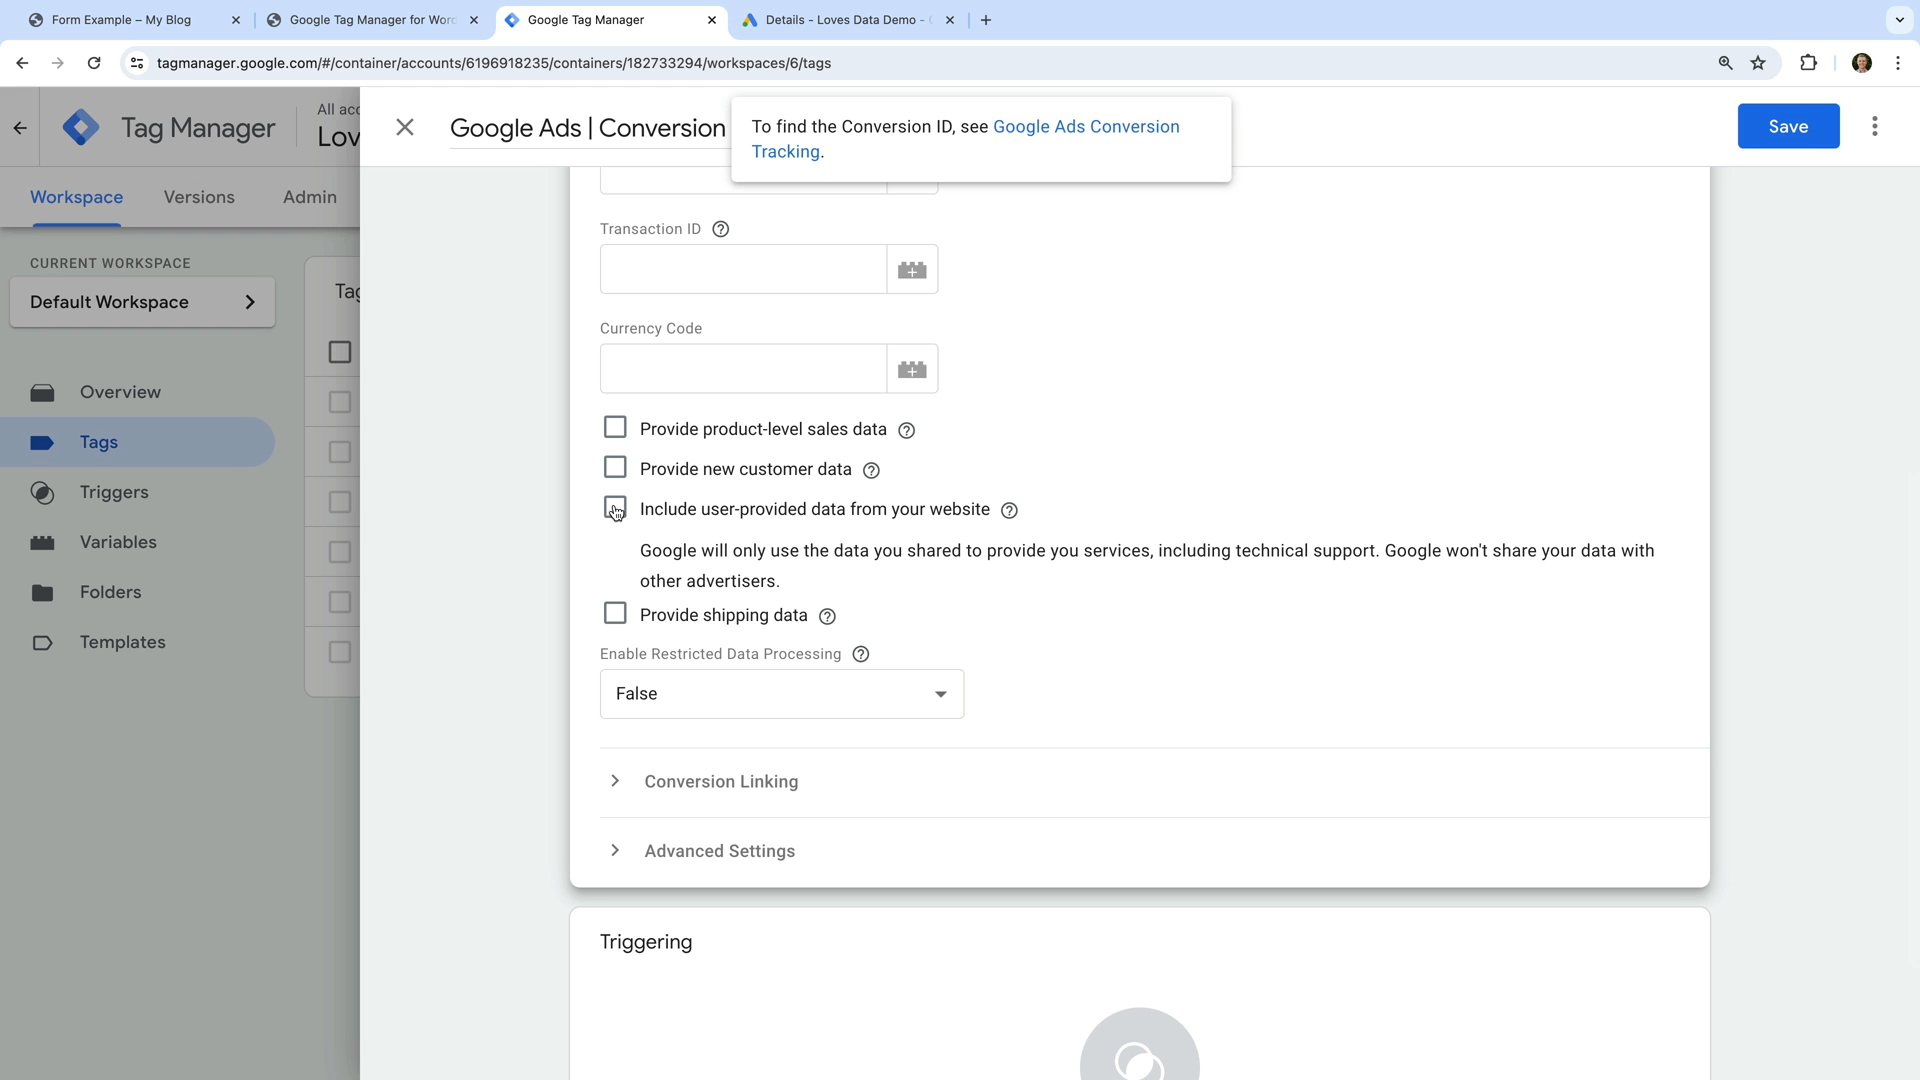 Form Example – My Blog
Google Tag Manager for Word
Google Tag Manager
Details - Loves Data Demo -
tagmanager.google.com/#/container/accounts/6196918235/containers/182733294/workspaces/6/tags
Tag Manager
All acc
Lov
Google Ads | Conversion
To find the Conversion ID, see Google Ads Conversion
Tracking.
Save
Workspace
Versions
Admin
CURRENT WORKSPACE
Default Workspace
Tag
Overview
Tags
Triggers
Variables
Folders
Templates
Transaction ID
Currency Code
Provide product-level sales data
Provide new customer data
Include user-provided data from your website
Google will only use the data you shared to provide you services, including technical support. Google won't share your data with
other advertisers.
Provide shipping data
Enable Restricted Data Processing
False
Conversion Linking
Advanced Settings
Triggering